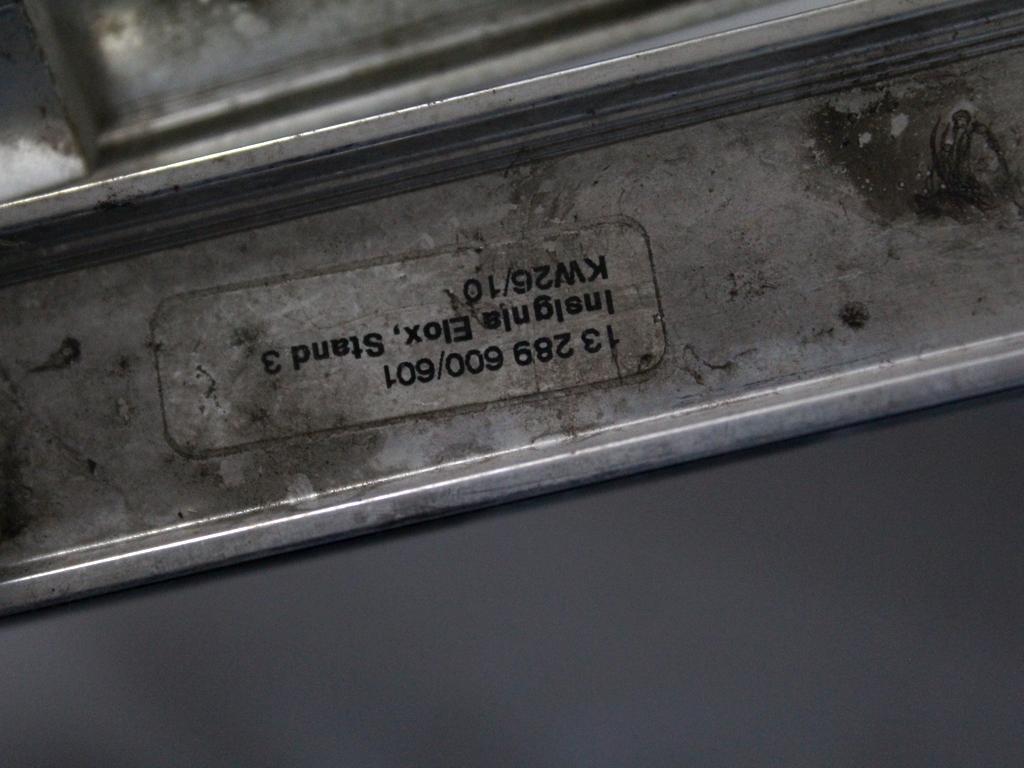 13 289 600/601
Insignia Elox, Stand 3
KW26/10